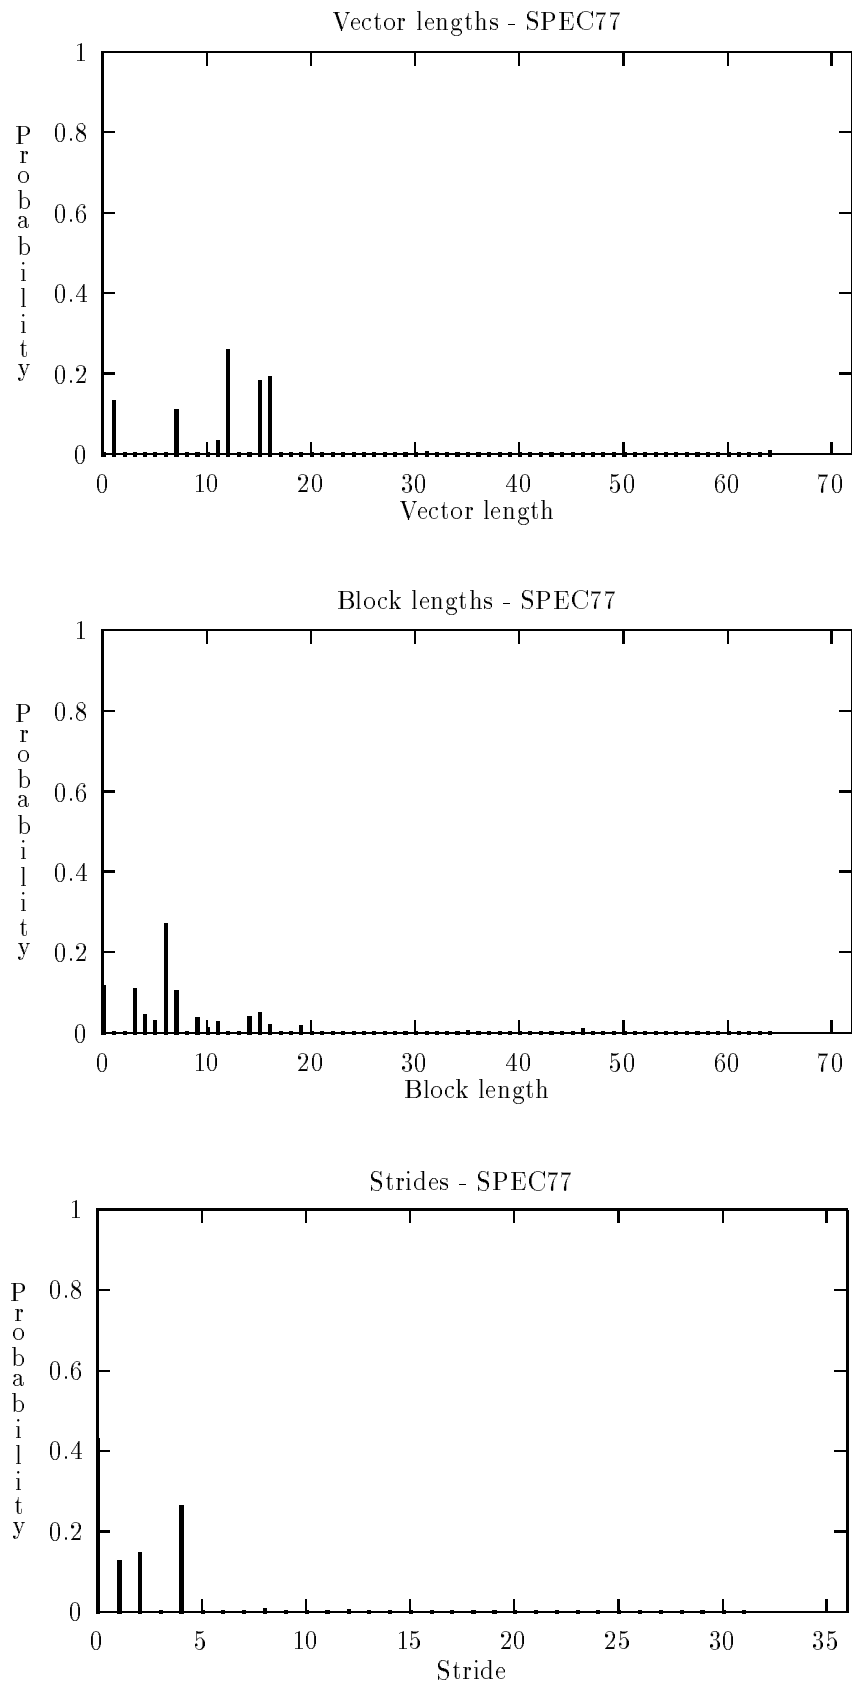 Vector lengths - SPEC77
1
0.8
0.6
0.4
0.2
0
Probability
0 10 20 30 40 50 60 70
Vector length
Block lengths - SPEC77
1
0.8
0.6
0.4
0.2
0
Probability
0 10 20 30 40 50 60 70
Block length
Strides - SPEC77
1
0.8
0.6
0.4
0.2
0
Probability
0 5 10 15 20 25 30 35
Stride